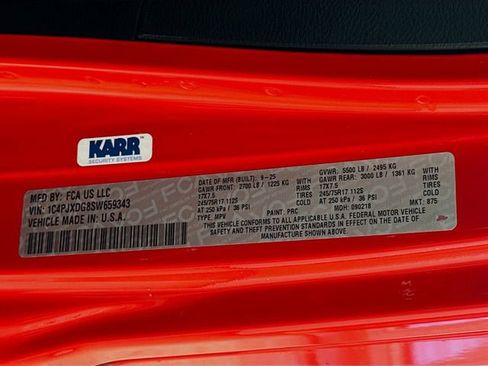 KARR
SECURITY SYSTEMS
MFD BY: FCA US LLC
VIN: 1C4PJXDG8SW659343
VEHICLE MADE IN: U.S.A.
DATE OF MFR (BUILT): 9-25
GAWR FRONT: 2700 LB / 1225 KG WITH
17X7.5 RIMS
245/75R17 112S TIRES
AT 250 kPa / 36 PSI COLD
GVWR: 5500 LB / 2495 KG
GAWR REAR: 3000 LB / 1361 KG WITH
17X7.5 RIMS
245/75R17 112S TIRES
AT 250 kPa / 36 PSI COLD
TYPE: MPV PAINT: PRC MDH: 090218 MKT: 875
THIS VEHICLE CONFORMS TO ALL APPLICABLE U.S.A. FEDERAL MOTOR VEHICLE
SAFETY AND THEFT PREVENTION STANDARDS IN EFFECT ON THE DATE OF
MANUFACTURE SHOWN ABOVE.